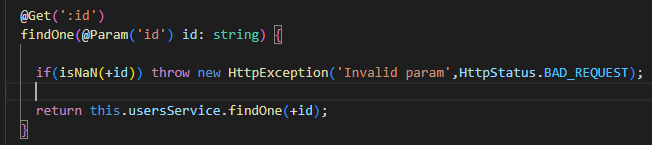 @Get(':id')
findOne(@Param('id') id: string) {
if(isNaN(+id)) throw new HttpException('Invalid param',HttpStatus.BAD_REQUEST);
return this.usersService.findOne(+id);
}